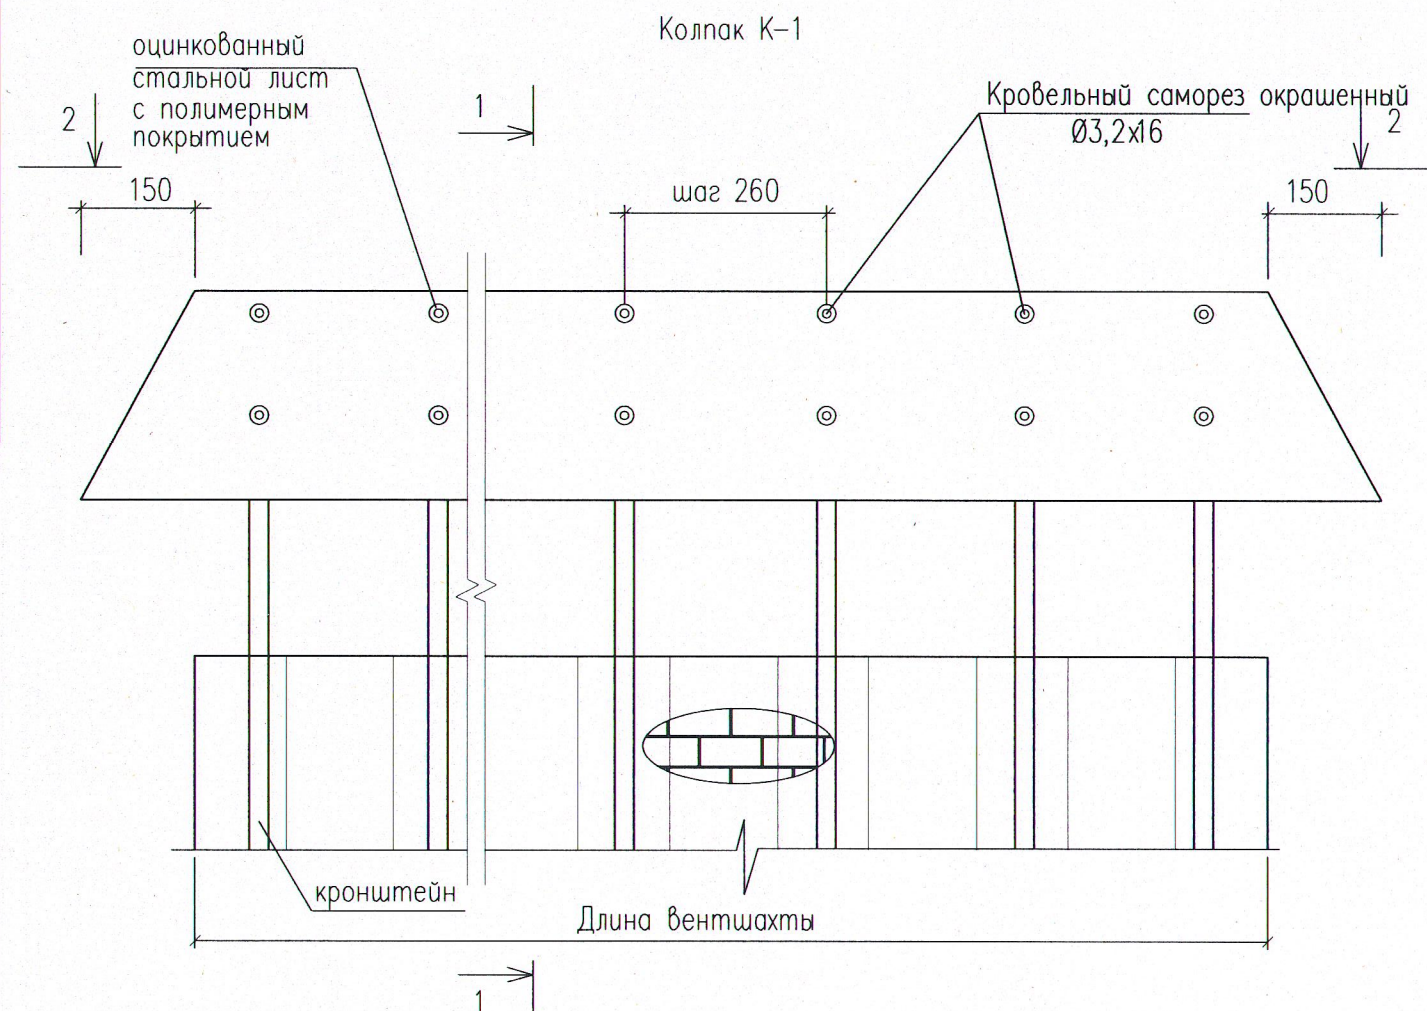 Колпак К-1
оцинкованный
стальной лист
с полимерным
покрытием
1
Кровельный саморез окрашенный
Ø3,2х16
2
2
150
шаг 260
150
кронштейн
Длина вентшахты
1